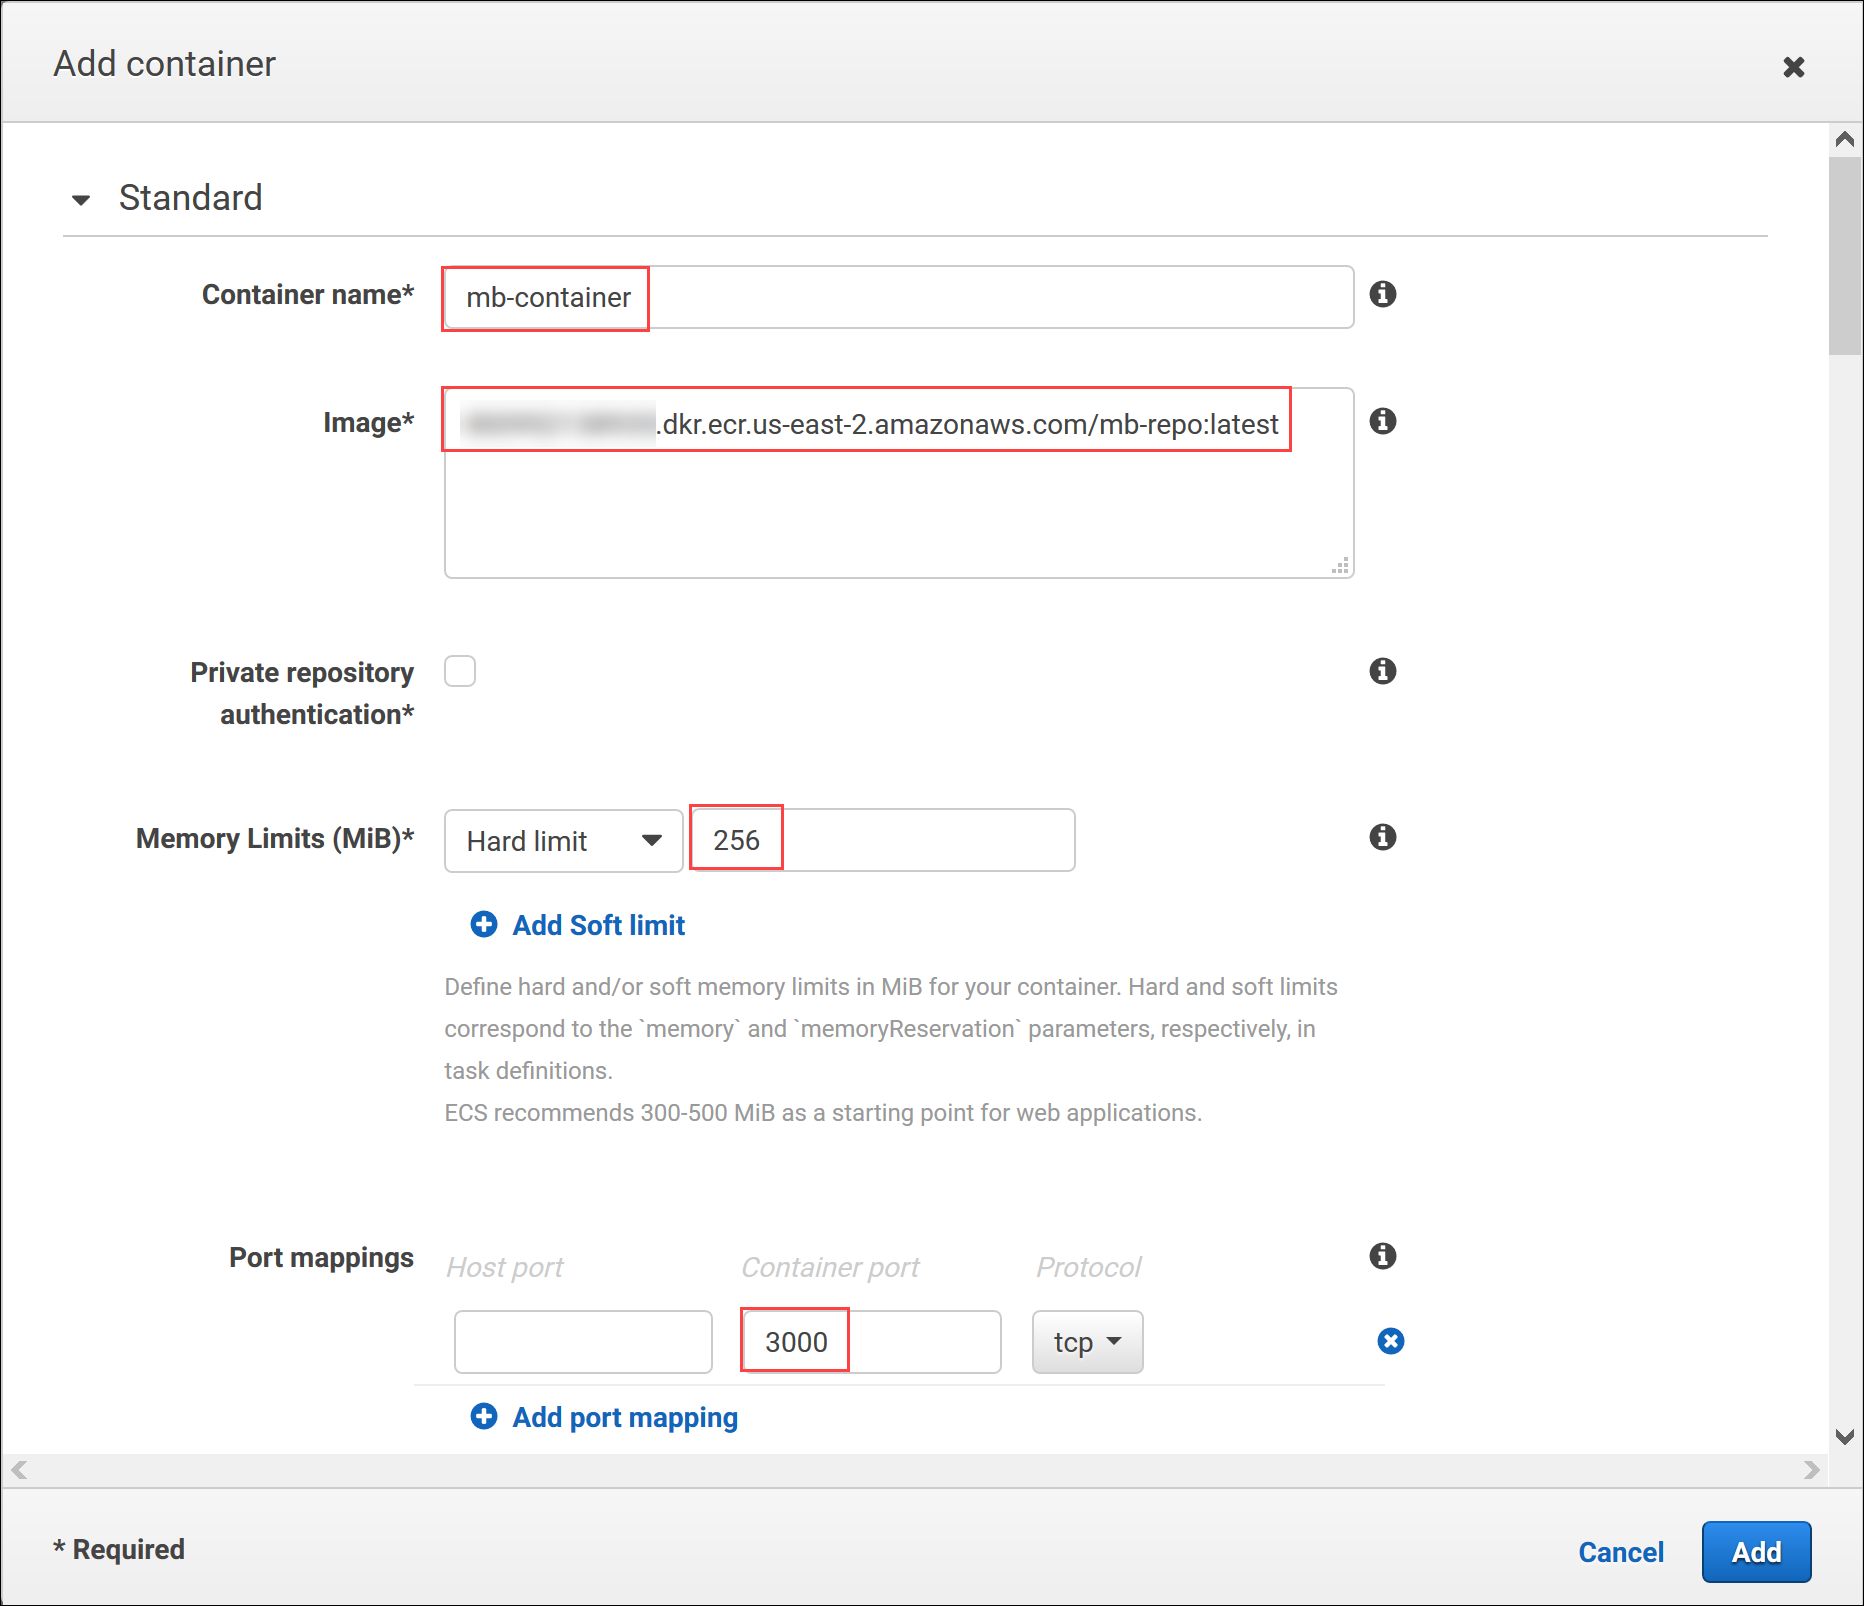 Add container
Standard
Container name*
mb-container
Image*
.dkr.ecr.us-east-2.amazonaws.com/mb-repo:latest
Private repository
authentication*
Memory Limits (MiB)*
Hard limit
256
Add Soft limit
Define hard and/or soft memory limits in MiB for your container. Hard and soft limits
correspond to the `memory` and `memoryReservation` parameters, respectively, in
task definitions.
ECS recommends 300-500 MiB as a starting point for web applications.
Port mappings
Host port
Container port
Protocol
3000
tcp
Add port mapping
* Required
Cancel
Add